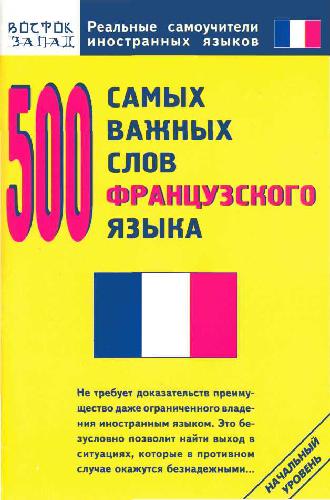 ВОСТОК
ЗАПАД
Реальные самоучители
иностранных языков
500
САМЫХ
ВАЖНЫХ
СЛОВ
ФРАНЦУЗСКОГО
ЯЗЫКА
Не требует доказательств преиму-
щество даже ограниченного владе-
ния иностранным языком. Это бе-
зусловно позволит найти выход в
ситуациях, которые в противном
случае окажутся безнадежными...
НАЧАЛЬНЫЙ
УРОВЕНЬ